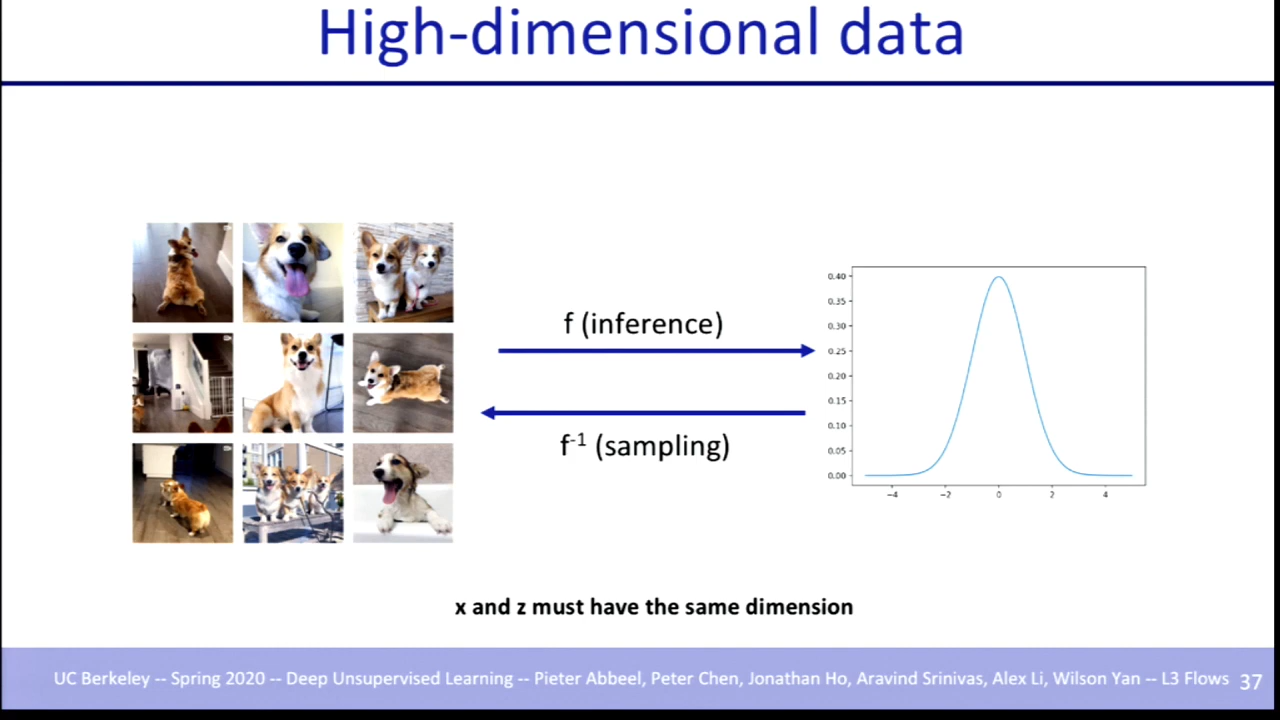 High-dimensional data
f (inference)
f⁻¹ (sampling)
0.40
0.35
0.30
0.25
0.20
0.15
0.10
0.05
0.00
−4 −2 0 2 4
x and z must have the same dimension
UC Berkeley -- Spring 2020 -- Deep Unsupervised Learning -- Pieter Abbeel, Peter Chen, Jonathan Ho, Aravind Srinivas, Alex Li, Wilson Yan -- L3 Flows 37